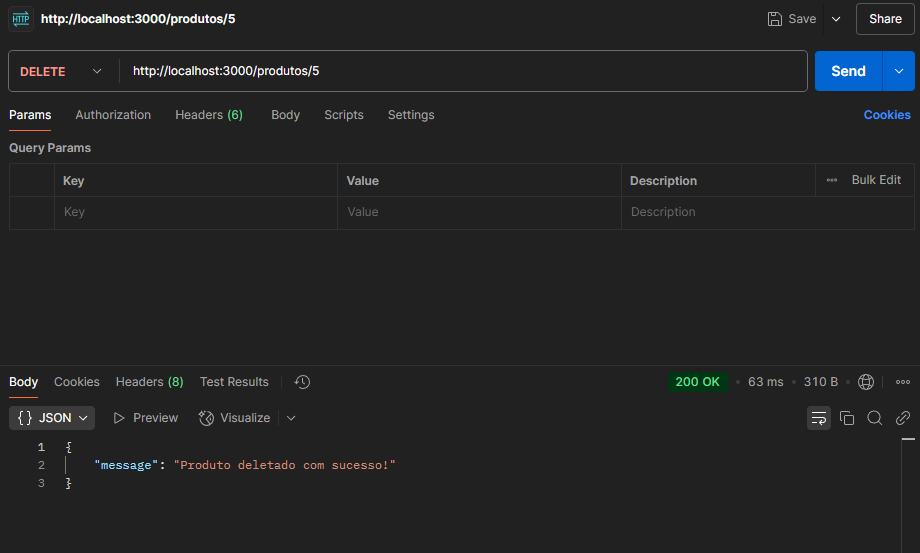 HTTP http://localhost:3000/produtos/5 Save Share
DELETE http://localhost:3000/produtos/5 Send
Params Authorization Headers (6) Body Scripts Settings Cookies
Query Params
Key Value Description Bulk Edit
Key Value Description
Body Cookies Headers (8) Test Results 200 OK • 63 ms • 310 B •
{} JSON Preview Visualize
1 {
2 "message": "Produto deletado com sucesso!"
3 }